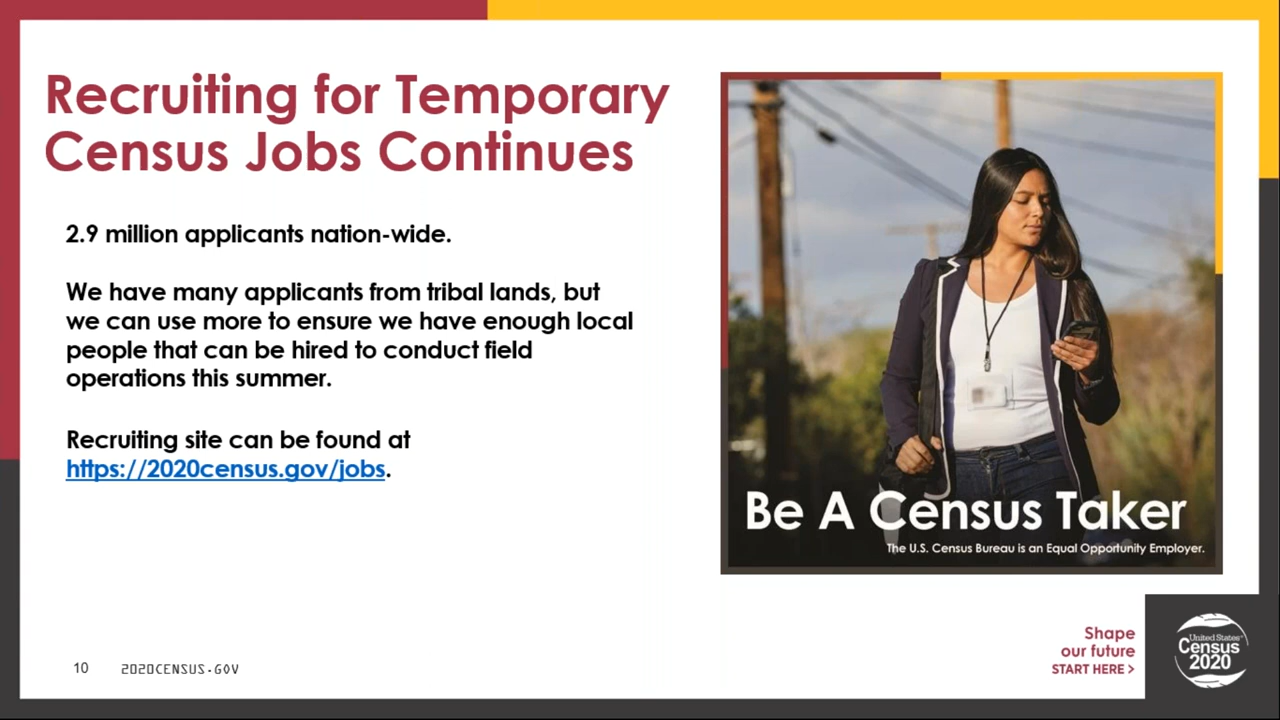 Recruiting for Temporary
Census Jobs Continues
2.9 million applicants nation-wide.
We have many applicants from tribal lands, but
we can use more to ensure we have enough local
people that can be hired to conduct field
operations this summer.
Recruiting site can be found at
https://2020census.gov/jobs.
Be A Census Taker
The U.S. Census Bureau is an Equal Opportunity Employer.
Shape
our future
START HERE >
United States®
Census
2020
10 2020CENSUS.GOV